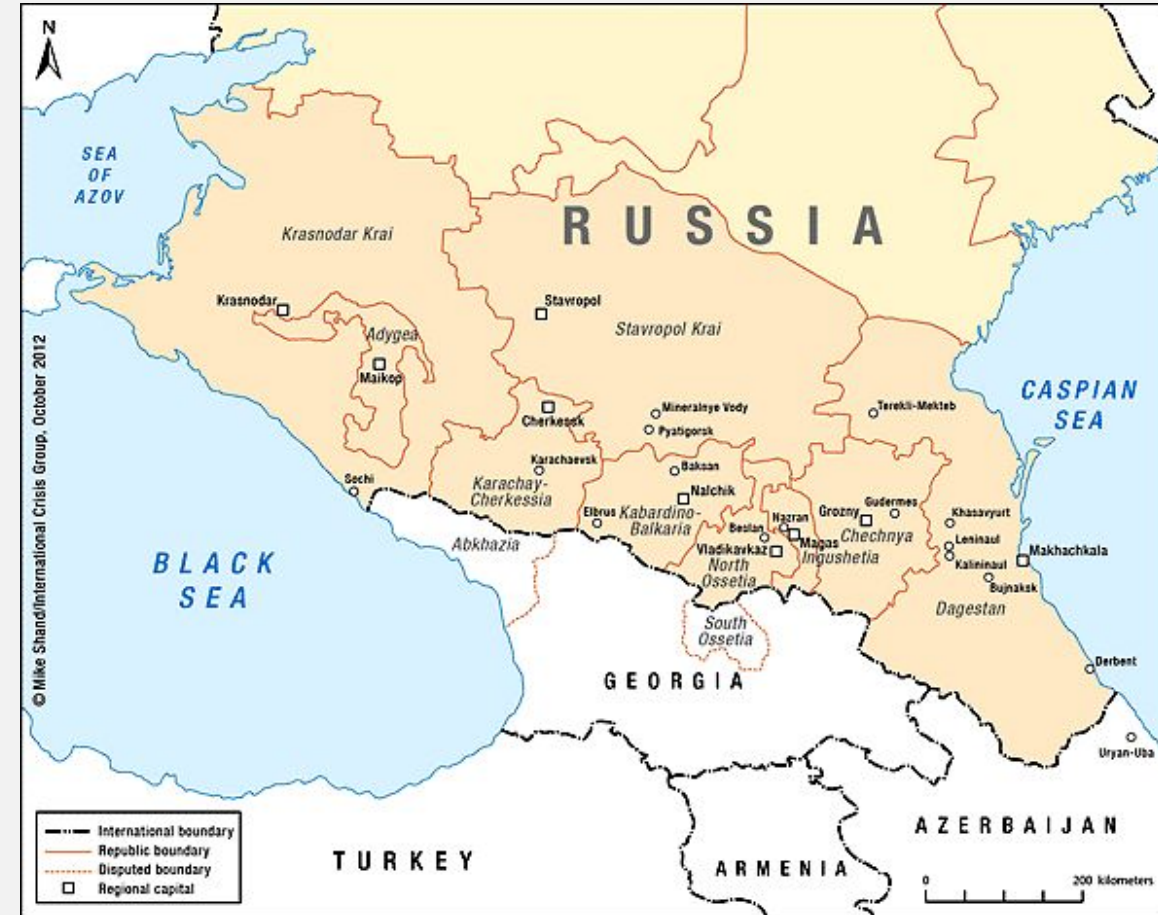 N
SEA
OF
AZOV
Krasnodar Krai
RUSSIA
Krasnodar
Stavropol
Adygea
Stavropol Krai
Maikop
CASPIAN
SEA
Terekli-Mekteb
Mineralnye Vody
Cherkessk
Pyatigorsk
Karachaevsk
Baksan
Sochi
Karachay-
Cherkessia
Nalchik
Elbrus
Kabardino-
Balkaria
Gudermes
Grozny
Chechnya
Khasavyurt
Nazran
Beslan
Magas
Ingushetia
Leninaul
Abkhazia
Vladikavkaz
North
Ossetia
Makhachkala
Kalininaul
Bujnaksk
BLACK
SEA
Dagestan
South
Ossetia
Derbent
GEORGIA
Uryan-Uba
© Mike Shand/International Crisis Group, October 2012
International boundary
Republic boundary
Disputed boundary
Regional capital
TURKEY
ARMENIA
AZERBAIJAN
0 200 kilometers